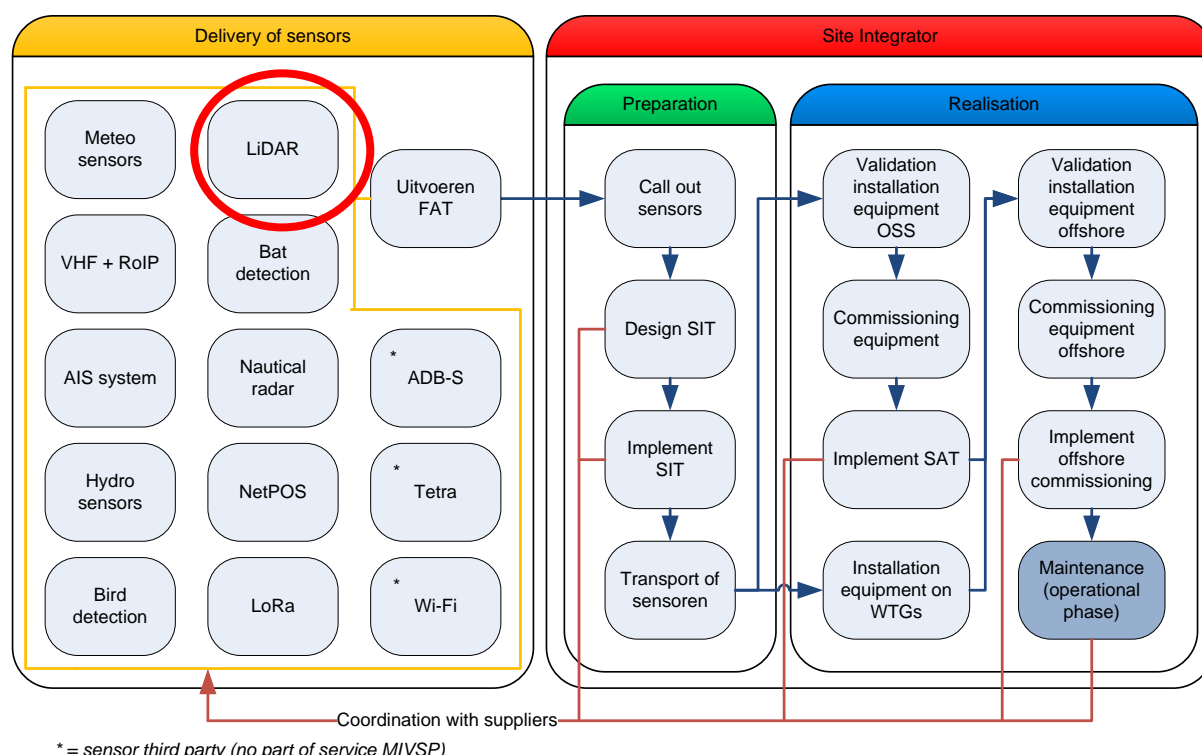 Delivery of sensors
Meteo
sensors
LiDAR
Uitvoeren
FAT
VHF + RoIP
Bat
detection
AIS system
Nautical
radar
*
ADB-S
Hydro
sensors
NetPOS
*
Tetra
Bird
detection
LoRa
*
Wi-Fi
Site Integrator
Preparation
Call out
sensors
Design SIT
Implement
SIT
Transport of
sensoren
Realisation
Validation
installation
equipment
OSS
Commissioning
equipment
Implement SAT
Installation
equipment on
WTGs
Validation
installation
equipment
offshore
Commissioning
equipment
offshore
Implement
offshore
commissioning
Maintenance
(operational
phase)
Coordination with suppliers
* = sensor third party (no part of service MIVSP)